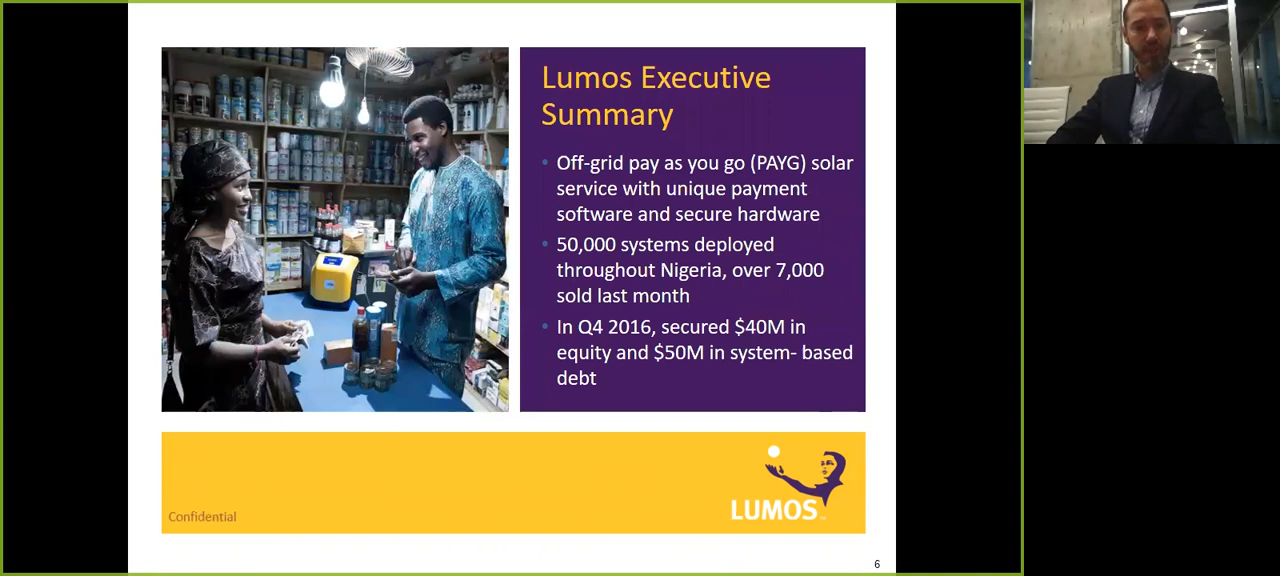 Lumos Executive
Summary
• Off-grid pay as you go (PAYG) solar
service with unique payment
software and secure hardware
• 50,000 systems deployed
throughout Nigeria, over 7,000
sold last month
• In Q4 2016, secured $40M in
equity and $50M in system- based
debt
Confidential
LUMOS
6